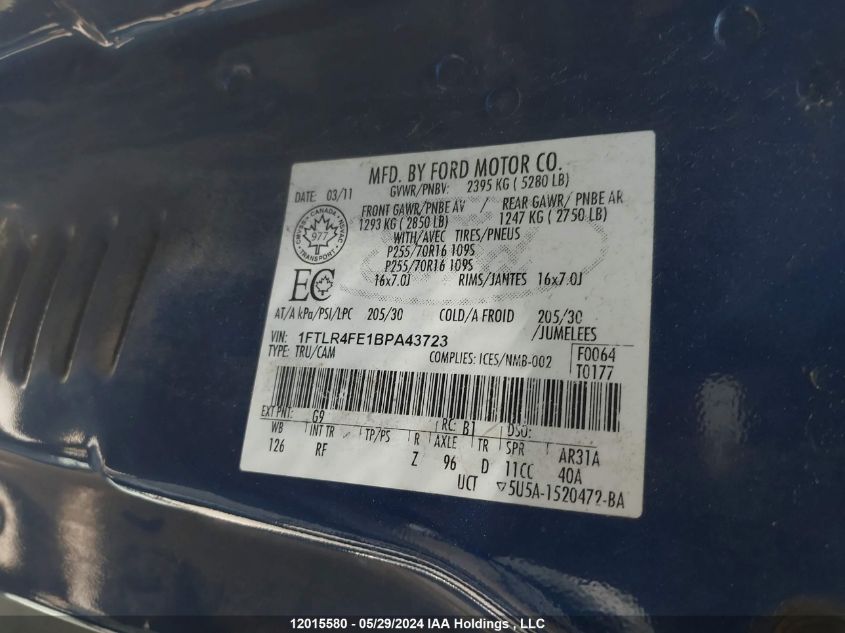 MFD. BY FORD MOTOR CO.
DATE: 03/11 GVWR/PNBV: 2395 KG ( 5280 LB)
FRONT GAWR/PNBE AV / REAR GAWR/ PNBE AR
1293 KG ( 2850 LB) 1247 KG ( 2750 LB)
WITH/AVEC TIRES/PNEUS
P255/70R16 109S
P255/70R16 109S
16x7.0J RIMS/JANTES 16x7.0J
CANADA
977
TRANSPORT
EC
AT/A kPa/PSI/LPC 205/30 COLD/A FROID 205/30
/JUMELEES
VIN: 1FTLR4FE1BPA43723
TYPE: TRU/CAM COMPLIES: ICES/NMB-002
F0064
T0177
EXT PNT: G9 RC: B1 DSO:
WB INT TR TP/PS R AXLE TR SPR AR31A
126 RF Z 96 D 11CC 40A
UCT ▽5U5A-1520472-BA
12015580 - 05/29/2024 IAA Holdings , LLC